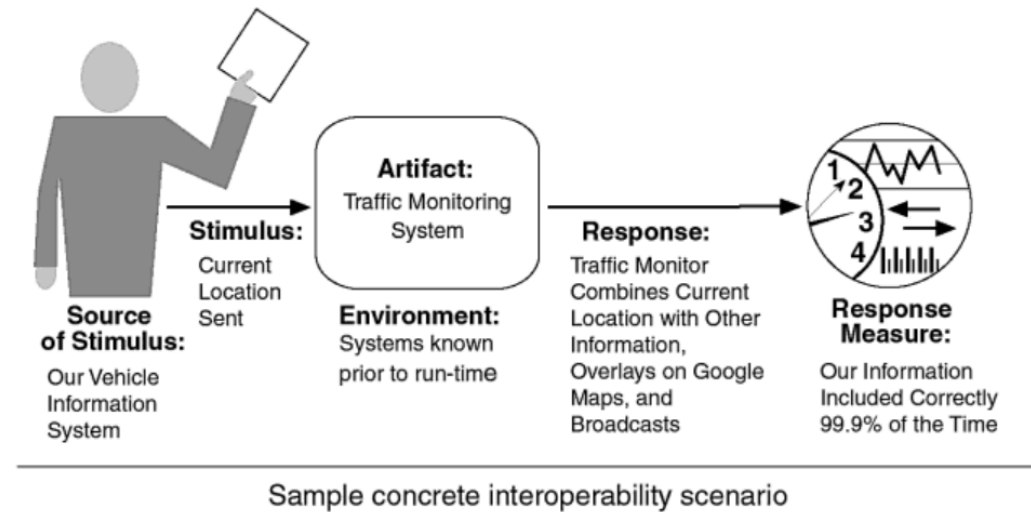 Source
of Stimulus:
Our Vehicle
Information
System
Stimulus:
Current
Location
Sent
Artifact:
Traffic Monitoring
System
Environment:
Systems known
prior to run-time
Response:
Traffic Monitor
Combines Current
Location with Other
Information,
Overlays on Google
Maps, and
Broadcasts
1
2
3
4
Response
Measure:
Our Information
Included Correctly
99.9% of the Time
Sample concrete interoperability scenario